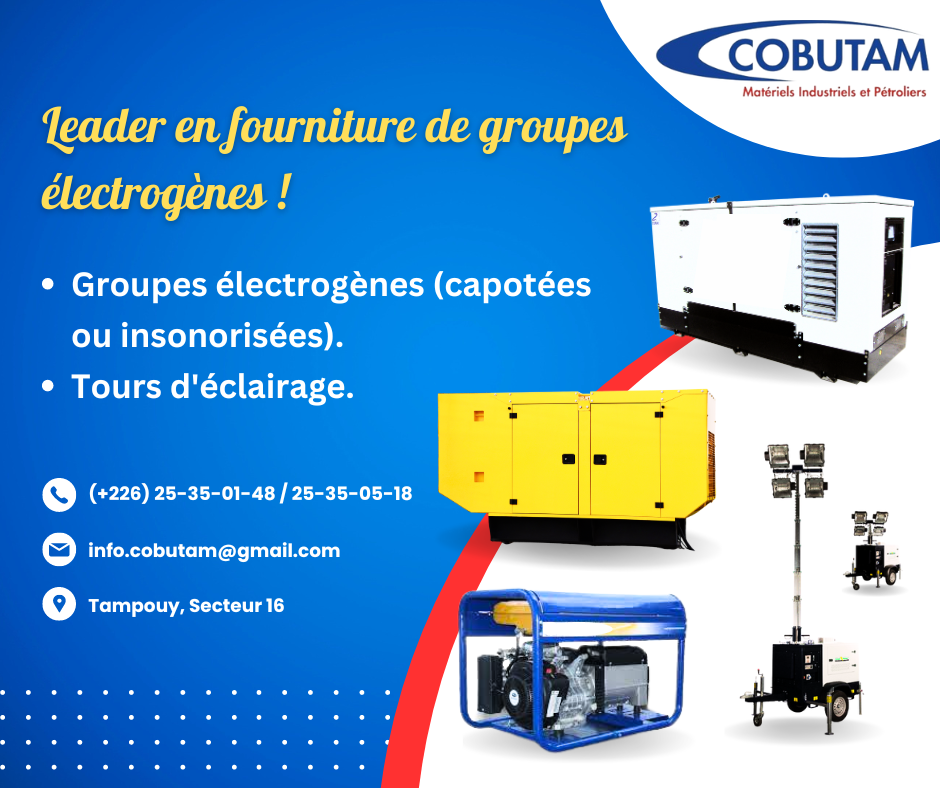 COBUTAM
Matériels Industriels et Pétroliers
Leader en fourniture de groupes
électrogènes !
• Groupes électrogènes (capotées
ou insonorisées).
• Tours d'éclairage.
(+226) 25-35-01-48 / 25-35-05-18
info.cobutam@gmail.com
Tampouy, Secteur 16